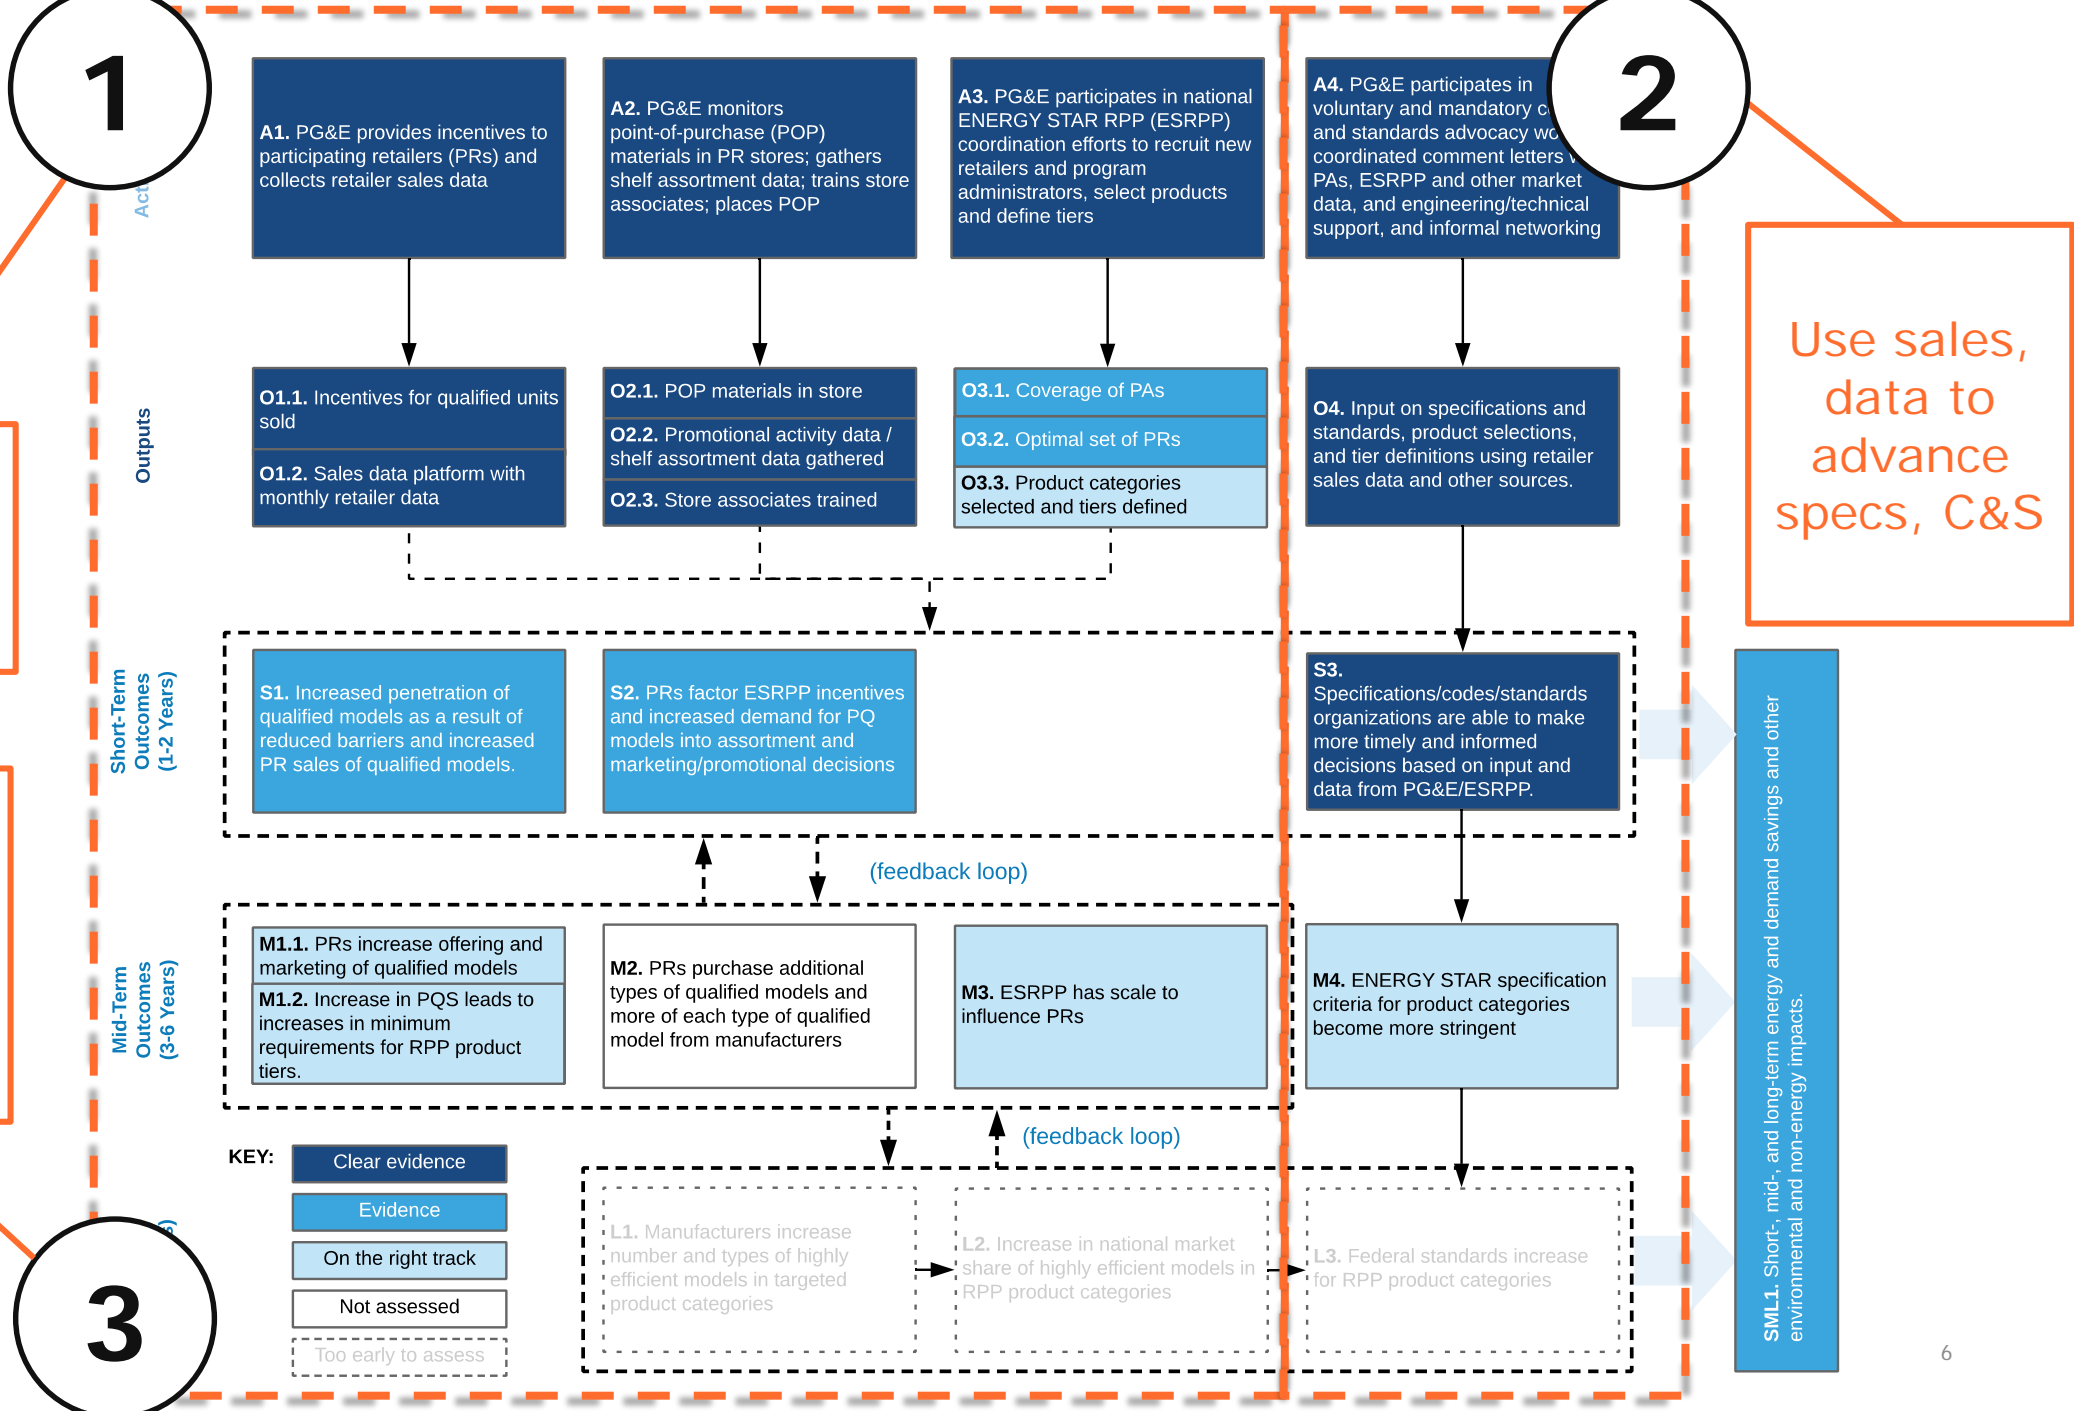 1
2
A1. PG&E provides incentives to
participating retailers (PRs) and
collects retailer sales data
A2. PG&E monitors
point-of-purchase (POP)
materials in PR stores; gathers
shelf assortment data; trains store
associates; places POP
A3. PG&E participates in national
ENERGY STAR RPP (ESRPP)
coordination efforts to recruit new
retailers and program
administrators, select products
and define tiers
A4. PG&E participates in
voluntary and mandatory
and standards advocacy
coordinated comment letters
PAs, ESRPP and other market
data, and engineering/technical
support, and informal networking
Use sales,
data to
advance
specs, C&S
Outputs
O1.1. Incentives for qualified units
sold
O1.2. Sales data platform with
monthly retailer data
O2.1. POP materials in store
O2.2. Promotional activity data /
shelf assortment data gathered
O2.3. Store associates trained
O3.1. Coverage of PAs
O3.2. Optimal set of PRs
O3.3. Product categories
selected and tiers defined
O4. Input on specifications and
standards, product selections,
and tier definitions using retailer
sales data and other sources.
Short-Term
Outcomes
(1-2 Years)
S1. Increased penetration of
qualified models as a result of
reduced barriers and increased
PR sales of qualified models.
S2. PRs factor ESRPP incentives
and increased demand for PQ
models into assortment and
marketing/promotional decisions
S3.
Specifications/codes/standards
organizations are able to make
more timely and informed
decisions based on input and
data from PG&E/ESRPP.
(feedback loop)
Mid-Term
Outcomes
(3-6 Years)
M1.1. PRs increase offering and
marketing of qualified models
M1.2. Increase in PQS leads to
increases in minimum
requirements for RPP product
tiers.
M2. PRs purchase additional
types of qualified models and
more of each type of qualified
model from manufacturers
M3. ESRPP has scale to
influence PRs
M4. ENERGY STAR specification
criteria for product categories
become more stringent
(feedback loop)
KEY:
Clear evidence
Evidence
On the right track
Not assessed
Too early to assess
L1. Manufacturers increase
number and types of highly
efficient models in targeted
product categories
L2. Increase in national market
share of highly efficient models in
RPP product categories
L3. Federal standards increase
for RPP product categories
SML1. Short-, mid-, and long-term energy and demand savings and other
environmental and non-energy impacts.
3
6